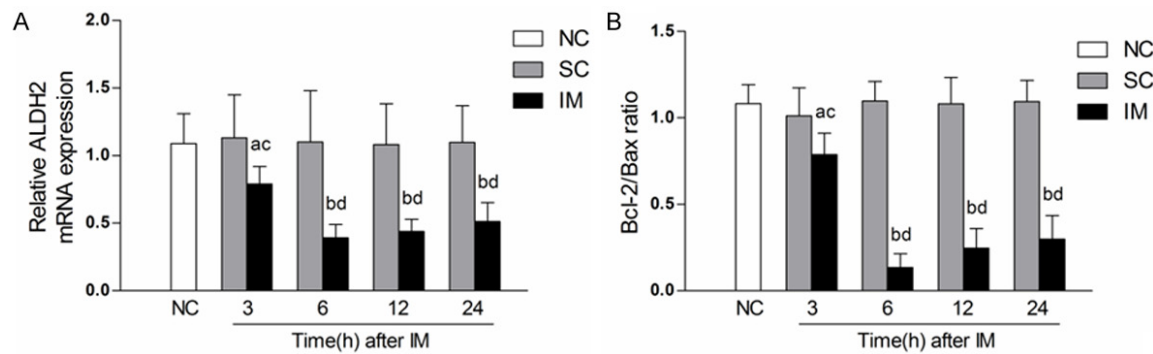 A
Relative ALDH2
mRNA expression
2.0
1.5
1.0
0.5
0.0
NC
SC
IM
ac
bd
bd
bd
NC 3 6 12 24
Time(h) after IM
B
Bcl-2/Bax ratio
1.5
1.0
0.5
0.0
NC
SC
IM
ac
bd
bd
bd
NC 3 6 12 24
Time(h) after IM